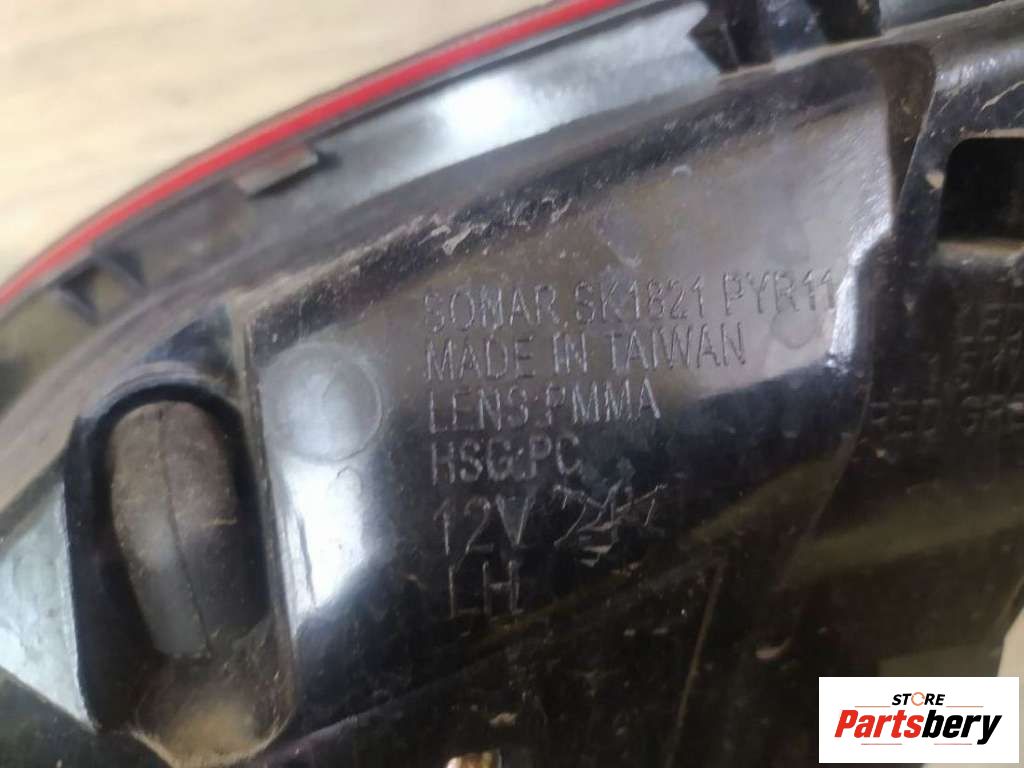 SONAR SK1821 PYR11
MADE IN TAIWAN
LENS:PMMA
HSG:PC
12V
LH
STORE
Partsbery